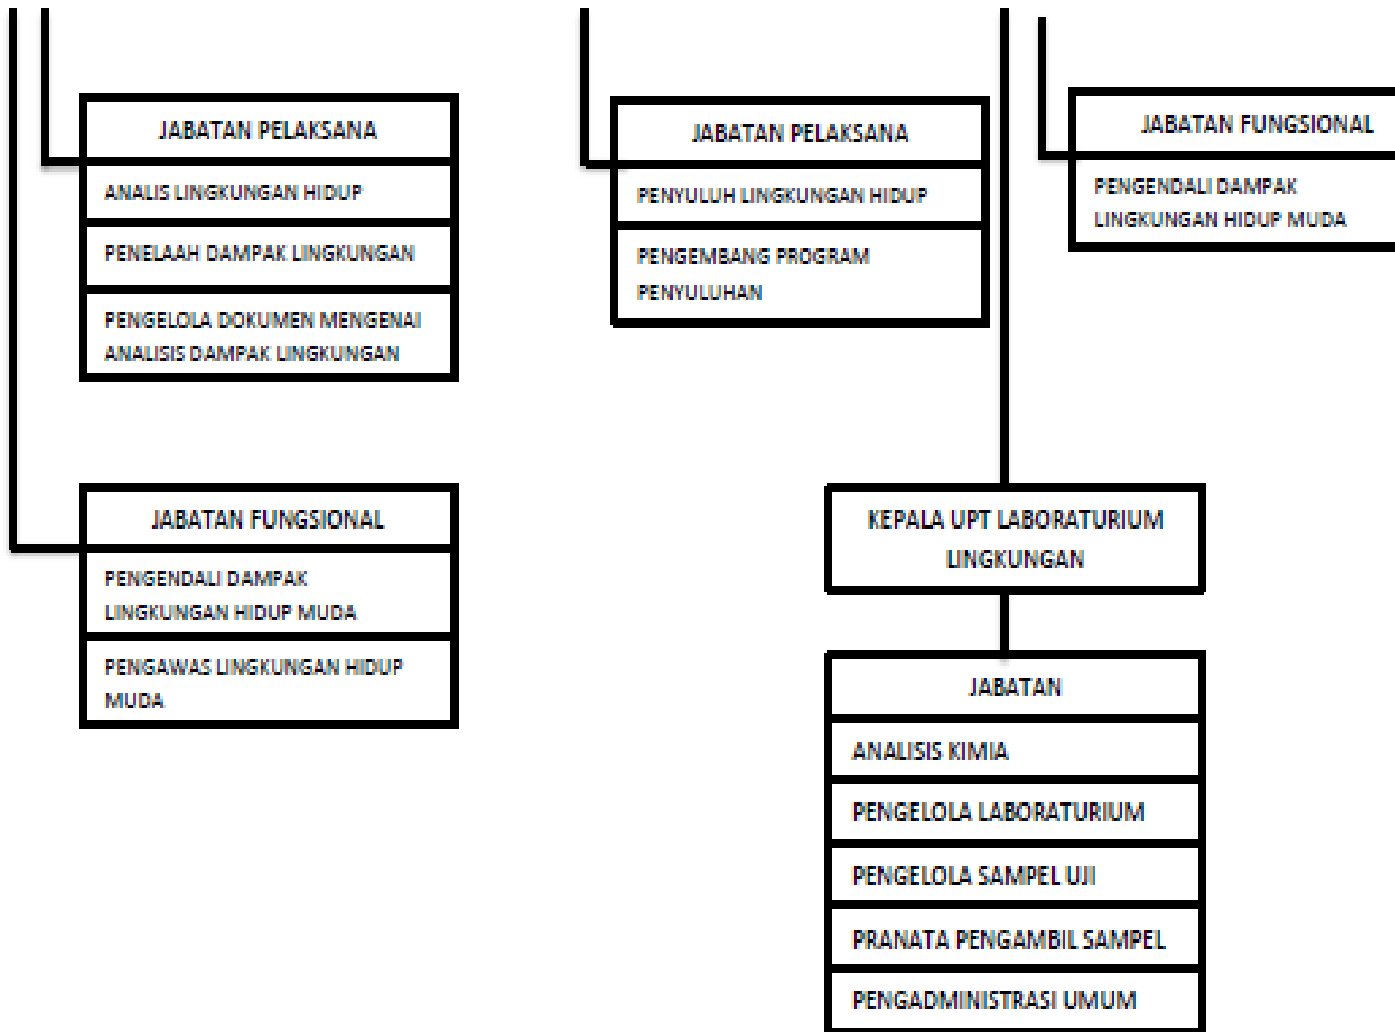 JABATAN PELAKSANA
ANALIS LINGKUNGAN HIDUP
PENELAAH DAMPAK LINGKUNGAN
PENGELOLA DOKUMEN MENGENAI
ANALISIS DAMPAK LINGKUNGAN
JABATAN FUNGSIONAL
PENGENDALI DAMPAK
LINGKUNGAN HIDUP MUDA
PENGAWAS LINGKUNGAN HIDUP
MUDA
JABATAN PELAKSANA
PENYULUH LINGKUNGAN HIDUP
PENGEMBANG PROGRAM
PENYULUHAN
JABATAN FUNGSIONAL
PENGENDALI DAMPAK
LINGKUNGAN HIDUP MUDA
KEPALA UPT LABORATURIUM
LINGKUNGAN
JABATAN
ANALISIS KIMIA
PENGELOLA LABORATURIUM
PENGELOLA SAMPEL UJI
PRANATA PENGAMBIL SAMPEL
PENGADMINISTRASI UMUM